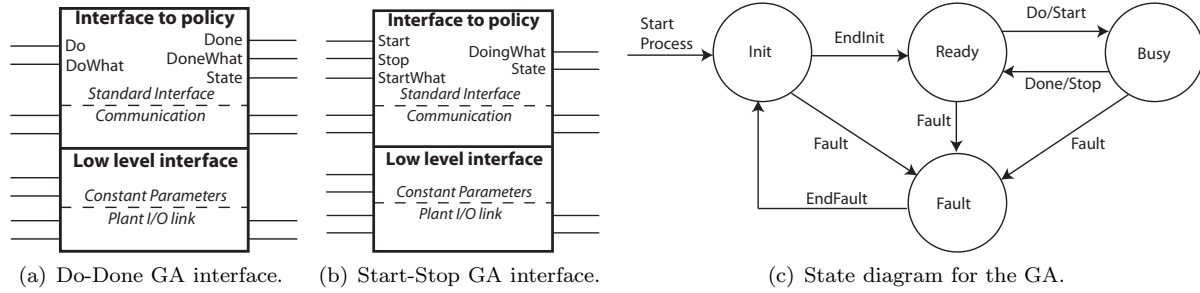 Interface to policy
Do
DoWhat
Done
DoneWhat
State
Standard Interface
Communication
Low level interface
Constant Parameters
Plant I/O link
(a) Do-Done GA interface.
Interface to policy
Start
Stop
StartWhat
DoingWhat
State
Standard Interface
Communication
Low level interface
Constant Parameters
Plant I/O link
(b) Start-Stop GA interface.
Start
Process
Init
EndInit
Ready
Do/Start
Busy
Done/Stop
Fault
Fault
Fault
EndFault
Fault
(c) State diagram for the GA.